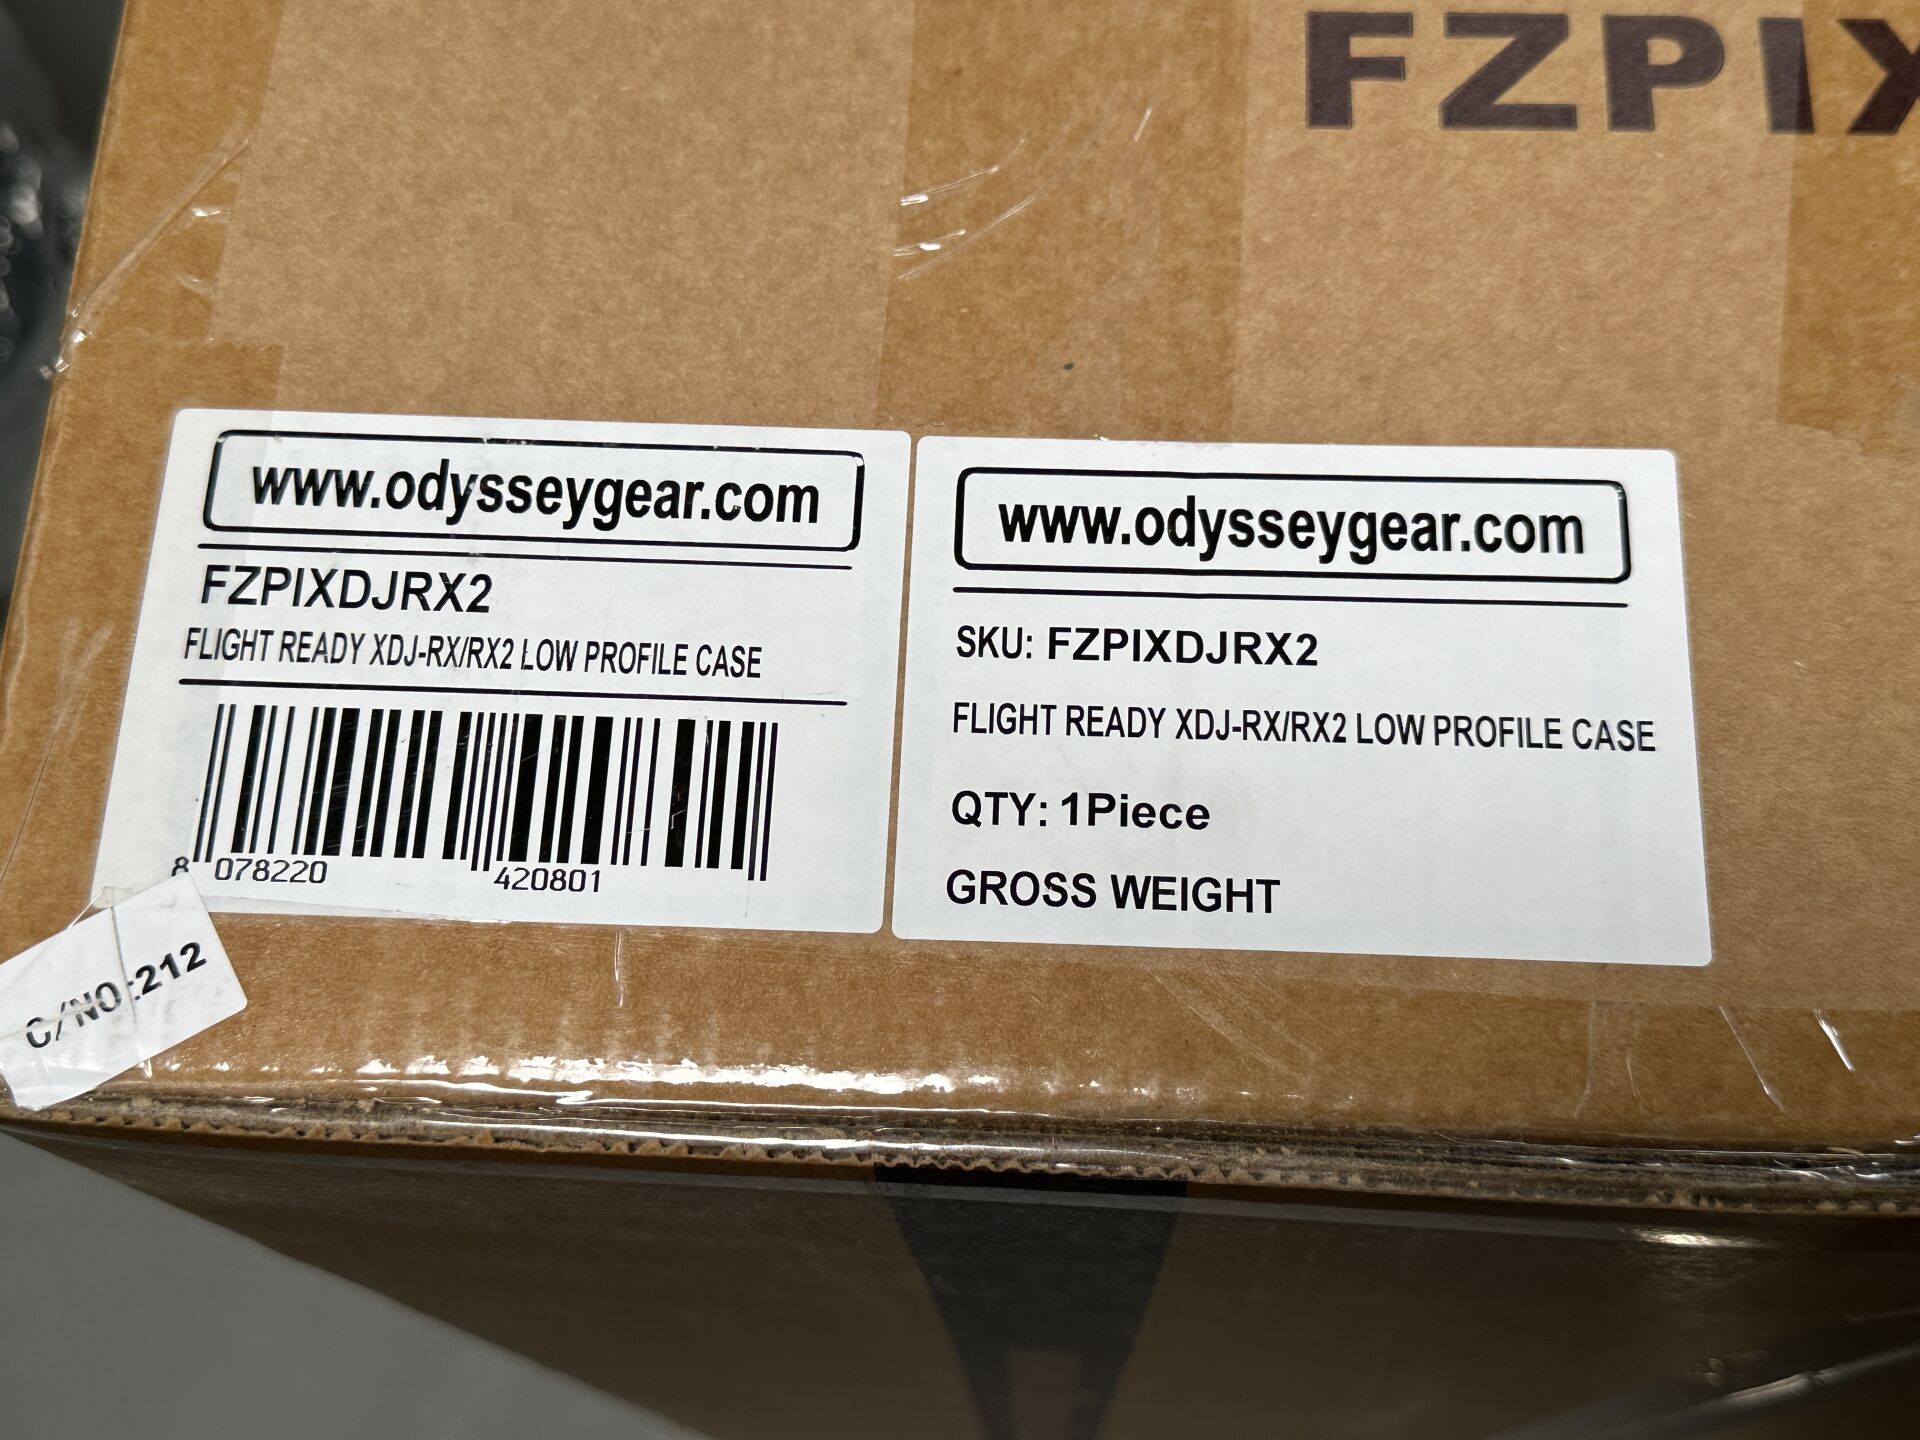 FZPIX
www.odysseygear.com
FZPIXDJRX2
FLIGHT READY XDJ-RX/RX2 LOW PROFILE CASE
8 078220 420801
www.odysseygear.com
SKU: FZPIXDJRX2
FLIGHT READY XDJ-RX/RX2 LOW PROFILE CASE
QTY: 1Piece
GROSS WEIGHT
C/NO:212